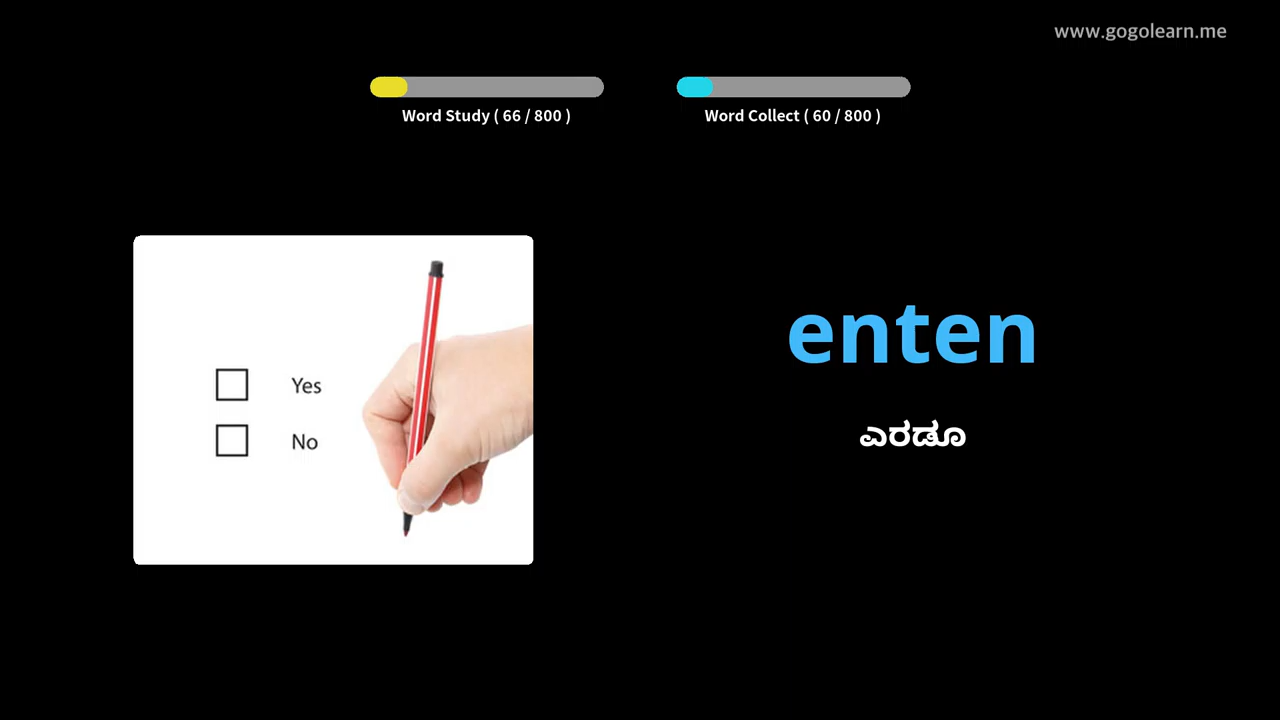 www.gogolearn.me
Word Study ( 66 / 800 )
Word Collect ( 60 / 800 )
Yes
No
enten
ಎರಡೂ